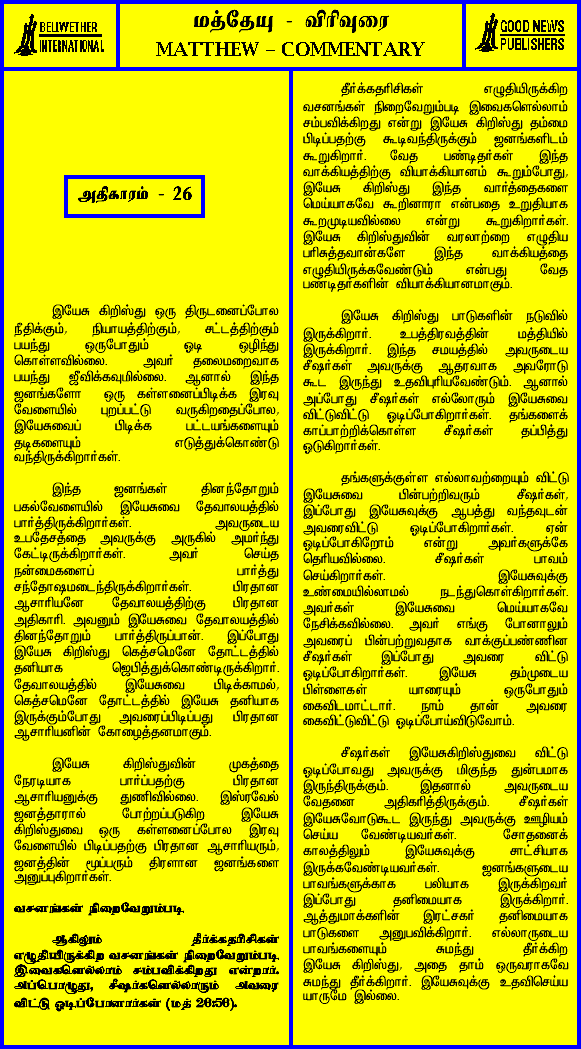 BELIWETHER
INTERNATIONAL
மத்தேயு - விரிவுரை
MATTHEW – COMMENTARY
GOOD NEWS
PUBLISHERS
அதிகாரம் - 26
இயேசு கிறிஸ்து ஒரு திருடனைப்போல
நீதிக்கும், நியாயத்திற்கும், சட்டத்திற்கும்
பயந்து ஒருபோதும் ஓடி ஒழிந்து
கொள்ளவில்லை. அவர் தலைமறைவாக
பயந்து ஜீவிக்கவுமில்லை. ஆனால் இந்த
ஜனங்களோ ஒரு கள்ளனைப்பிடிக்க இரவு
வேளையில் புறப்பட்டு வருகிறதைப்போல,
இயேசுவைப் பிடிக்க பட்டயங்களையும்
தடிகளையும் எடுத்துக்கொண்டு
வந்திருக்கிறார்கள்.
இந்த ஜனங்கள் தினந்தோறும்
பகல்வேளையில் இயேசுவை தேவாலயத்தில்
பார்த்திருக்கிறார்கள். அவருடைய
உபதேசத்தை அவருக்கு அருகில் அமர்ந்து
கேட்டிருக்கிறார்கள். அவர் செய்த
நன்மைகளைப் பார்த்து
சந்தோஷமடைந்திருக்கிறார்கள். பிரதான
ஆசாரியனே தேவாலயத்திற்கு பிரதான
அதிகாரி. அவனும் இயேசுவை தேவாலயத்தில்
தினந்தோறும் பார்த்திருப்பான். இப்போது
இயேசு கிறிஸ்து கெத்சமெனே தோட்டத்தில்
தனியாக ஜெபித்துக்கொண்டிருக்கிறார்.
தேவாலயத்தில் இயேசுவை பிடிக்காமல்,
கெத்சமெனே தோட்டத்தில் இயேசு தனியாக
இருக்கும்போது அவரைப்பிடிப்பது பிரதான
ஆசாரியனின் கோழைத்தனமாகும்.
இயேசு கிறிஸ்துவின் முகத்தை
நேரடியாக பார்ப்பதற்கு பிரதான
ஆசாரியனுக்கு துணிவில்லை. இஸ்ரவேல்
ஜனத்தாரால் போற்றப்படுகிற இயேசு
கிறிஸ்துவை ஒரு கள்ளனைப்போல இரவு
வேளையில் பிடிப்பதற்கு பிரதான ஆசாரியரும்,
ஜனத்தின் மூப்பரும் திரளான ஜனங்களை
அனுப்புகிறார்கள்.
வசனங்கள் நிறைவேறும்படி.
ஆகிலும் தீர்க்கதரிசிகள்
எழுதியிருக்கிற வசனங்கள் நிறைவேறும்படி
இவைகளெல்லாம் சம்பவிக்கிறது என்றார்.
அப்பொழுது, சீஷர்களெல்லாரும் அவரை
விட்டு ஓடிப்போனார்கள் (மத் 26:56).
தீர்க்கதரிசிகள் எழுதியிருக்கிற
வசனங்கள் நிறைவேறும்படி இவைகளெல்லாம்
சம்பவிக்கிறது என்று இயேசு கிறிஸ்து தம்மை
பிடிப்பதற்கு கூடிவந்திருக்கும் ஜனங்களிடம்
கூறுகிறார். வேத பண்டிதர்கள் இந்த
வாக்கியத்திற்கு வியாக்கியானம் கூறும்போது,
இயேசு கிறிஸ்து இந்த வார்த்தைகளை
மெய்யாகவே கூறினாரா என்பதை உறுதியாக
கூறமுடியவில்லை என்று கூறுகிறார்கள்.
இயேசு கிறிஸ்துவின் வரலாற்றை எழுதிய
பரிசுத்தவான்களே இந்த வாக்கியத்தை
எழுதியிருக்கவேண்டும் என்பது வேத
பண்டிதர்களின் வியாக்கியானமாகும்.
இயேசு கிறிஸ்து பாடுகளின் நடுவில்
இருக்கிறார். உபத்திரவத்தின் மத்தியில்
இருக்கிறார். இந்த சமயத்தில் அவருடைய
சீஷர்கள் அவருக்கு ஆதரவாக அவரோடு
கூட இருந்து உதவிபுரியவேண்டும். ஆனால்
அப்போது சீஷர்கள் எல்லோரும் இயேசுவை
விட்டுவிட்டு ஓடிப்போகிறார்கள். தங்களைக்
காப்பாற்றிக்கொள்ள சீஷர்கள் தப்பித்து
ஓடுகிறார்கள்.
தங்களுக்குள்ள எல்லாவற்றையும் விட்டு
இயேசுவை பின்பற்றிவரும் சீஷர்கள்,
இப்போது இயேசுவுக்கு ஆபத்து வந்தவுடன்
அவரைவிட்டு ஓடிப்போகிறார்கள். ஏன்
ஓடிப்போகிறோம் என்று அவர்களுக்கே
தெரியவில்லை. சீஷர்கள் பாவம்
செய்கிறார்கள். இயேசுவுக்கு
உண்மையில்லாமல் நடந்துகொள்கிறார்கள்.
அவர்கள் இயேசுவை மெய்யாகவே
நேசிக்கவில்லை. அவர் எங்கு போனாலும்
அவரைப் பின்பற்றுவதாக வாக்குப்பண்ணின
சீஷர்கள் இப்போது அவரை விட்டு
ஓடிப்போகிறார்கள். இயேசு தம்முடைய
பிள்ளைகள் யாரையும் ஒருபோதும்
கைவிடமாட்டார். நாம் தான் அவரை
கைவிட்டுவிட்டு ஓடிப்போய்விடுவோம்.
சீஷர்கள் இயேசுகிறிஸ்துவை விட்டு
ஓடிப்போவது அவருக்கு மிகுந்த துன்பமாக
இருந்திருக்கும். இதனால் அவருடைய
வேதனை அதிகரித்திருக்கும். சீஷர்கள்
இயேசுவோடுகூட இருந்து அவருக்கு ஊழியம்
செய்ய வேண்டியவர்கள். சோதனைக்
காலத்திலும் இயேசுவுக்கு சாட்சியாக
இருக்கவேண்டியவர்கள். ஜனங்களுடைய
பாவங்களுக்காக பலியாக இருக்கிறவர்
இப்போது தனிமையாக இருக்கிறார்.
ஆத்துமாக்களின் இரட்சகர் தனிமையாக
பாடுகளை அனுபவிக்கிறார். எல்லாருடைய
பாவங்களையும் சுமந்து தீர்க்கிற
இயேசு கிறிஸ்து, அதை தாம் ஒருவராகவே
சுமந்து தீர்க்கிறார். இயேசுவுக்கு உதவிசெய்ய
யாருமே இல்லை.